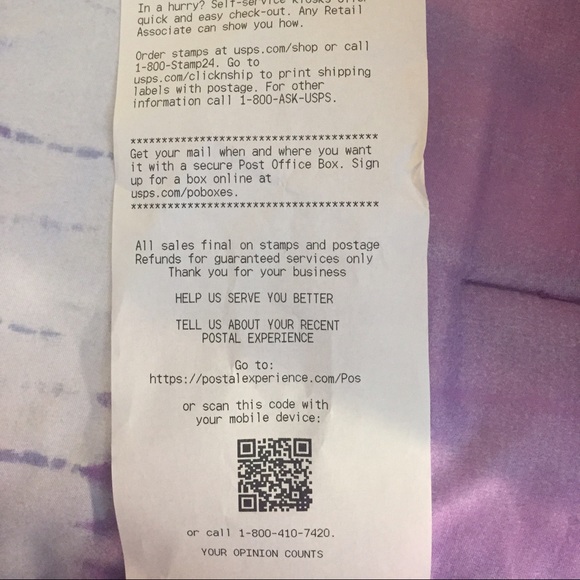 In a hurry? Self-service kiosks offer
quick and easy check-out. Any Retail
Associate can show you how.
Order stamps at usps.com/shop or call
1-800-Stamp24. Go to
usps.com/clicknship to print shipping
labels with postage. For other
information call 1-800-ASK-USPS.
***************************************
Get your mail when and where you want
it with a secure Post Office Box. Sign
up for a box online at
usps.com/poboxes.
***************************************
All sales final on stamps and postage
Refunds for guaranteed services only
Thank you for your business
HELP US SERVE YOU BETTER
TELL US ABOUT YOUR RECENT
POSTAL EXPERIENCE
Go to:
https://postalexperience.com/Pos
or scan this code with
your mobile device:
or call 1-800-410-7420.
YOUR OPINION COUNTS